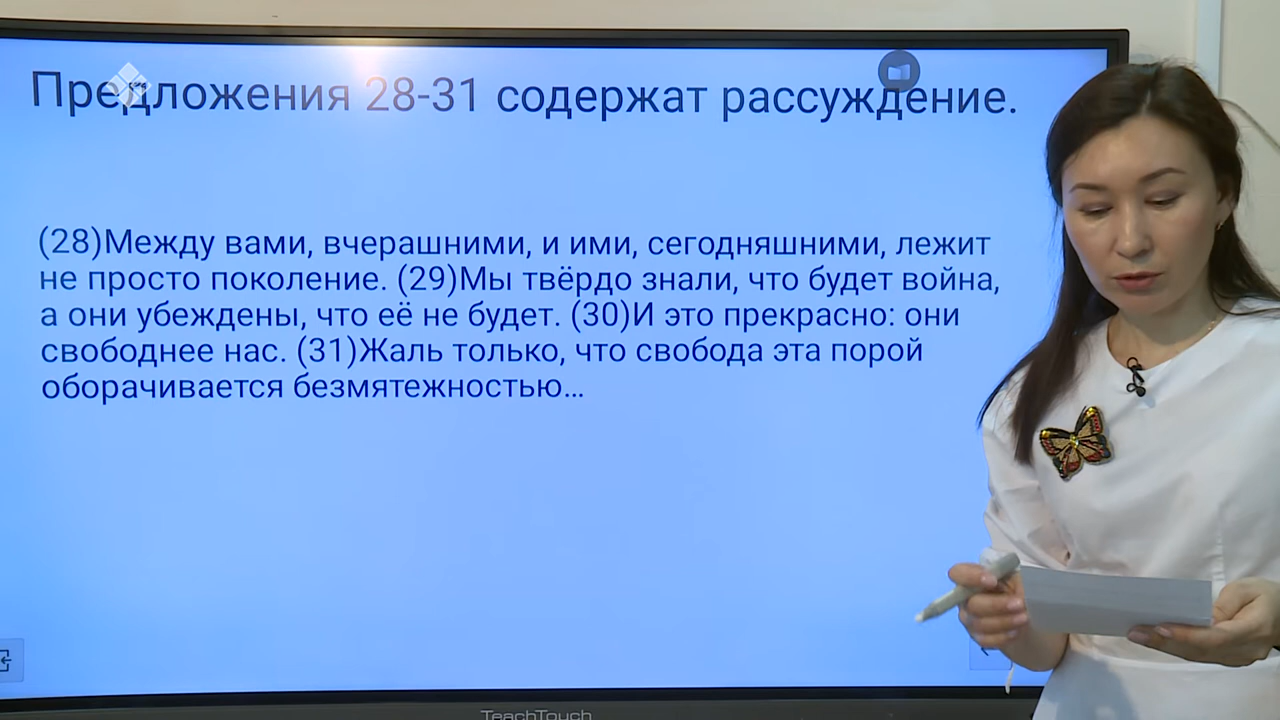 Предложения 28-31 содержат рассуждение.
(28)Между вами, вчерашними, и ими, сегодняшними, лежит
не просто поколение. (29)Мы твёрдо знали, что будет война,
а они убеждены, что её не будет. (30)И это прекрасно: они
свободнее нас. (31)Жаль только, что свобода эта порой
оборачивается безмятежностью...
TeachTouch